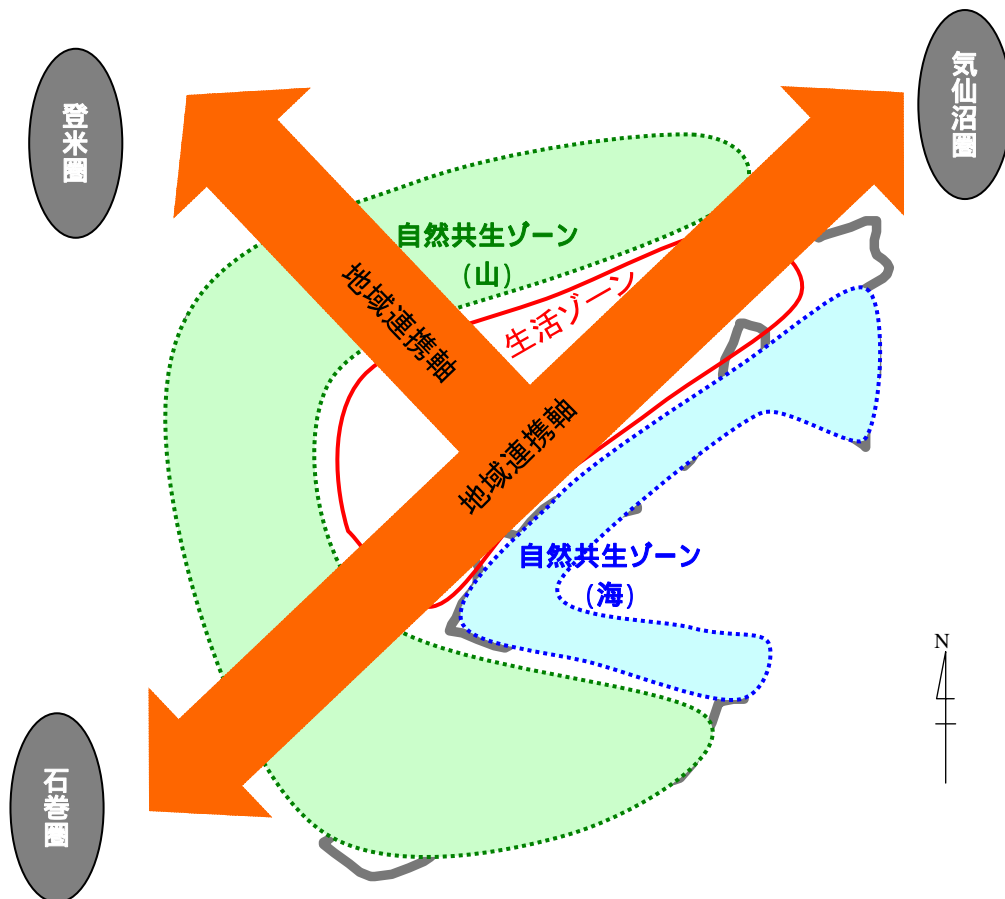 気仙沼圏
登米圏
自然共生ゾーン
(山)
地域連携軸
生活ゾーン
地域連携軸
自然共生ゾーン
(海)
N
石巻圏